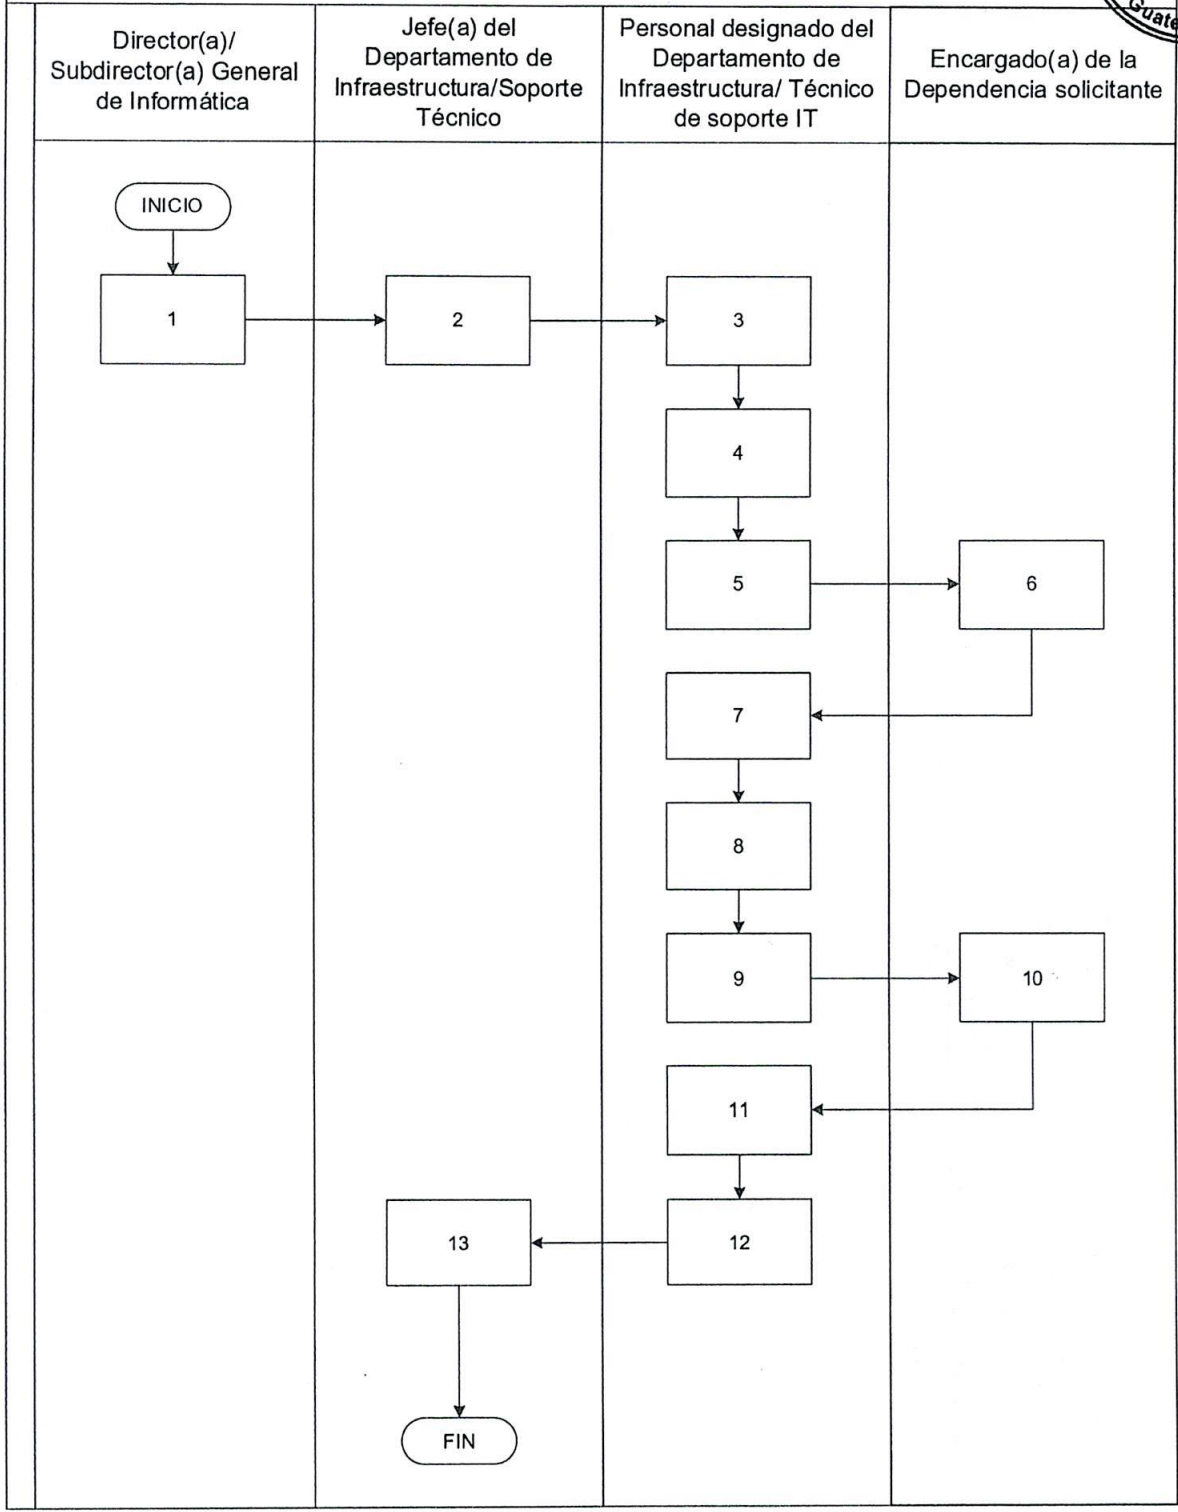 Director(a)/
Subdirector(a) General
de Informática
Jefe(a) del
Departamento de
Infraestructura/Soporte
Técnico
Personal designado del
Departamento de
Infraestructura/ Técnico
de soporte IT
Encargado(a) de la
Dependencia solicitante
INICIO
1
2
3
4
5
6
7
8
9
10
11
12
13
FIN